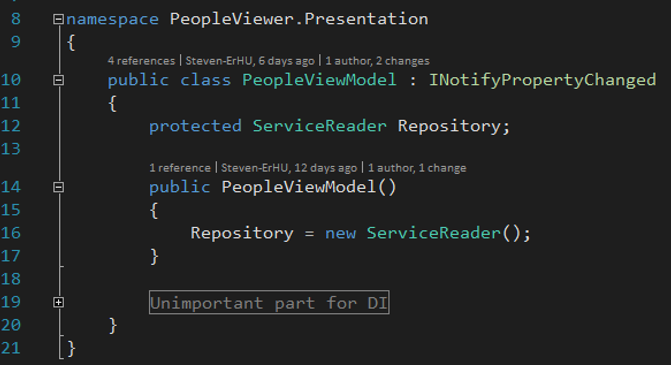 8 namespace PeopleViewer.Presentation
9 {
4 references | Steven-ErHU, 6 days ago | 1 author, 2 changes
10 public class PeopleViewModel : INotifyPropertyChanged
11 {
12 protected ServiceReader Repository;
13
1 reference | Steven-ErHU, 12 days ago | 1 author, 1 change
14 public PeopleViewModel()
15 {
16 Repository = new ServiceReader();
17 }
18
19 Unimportant part for DI
20 }
21 }